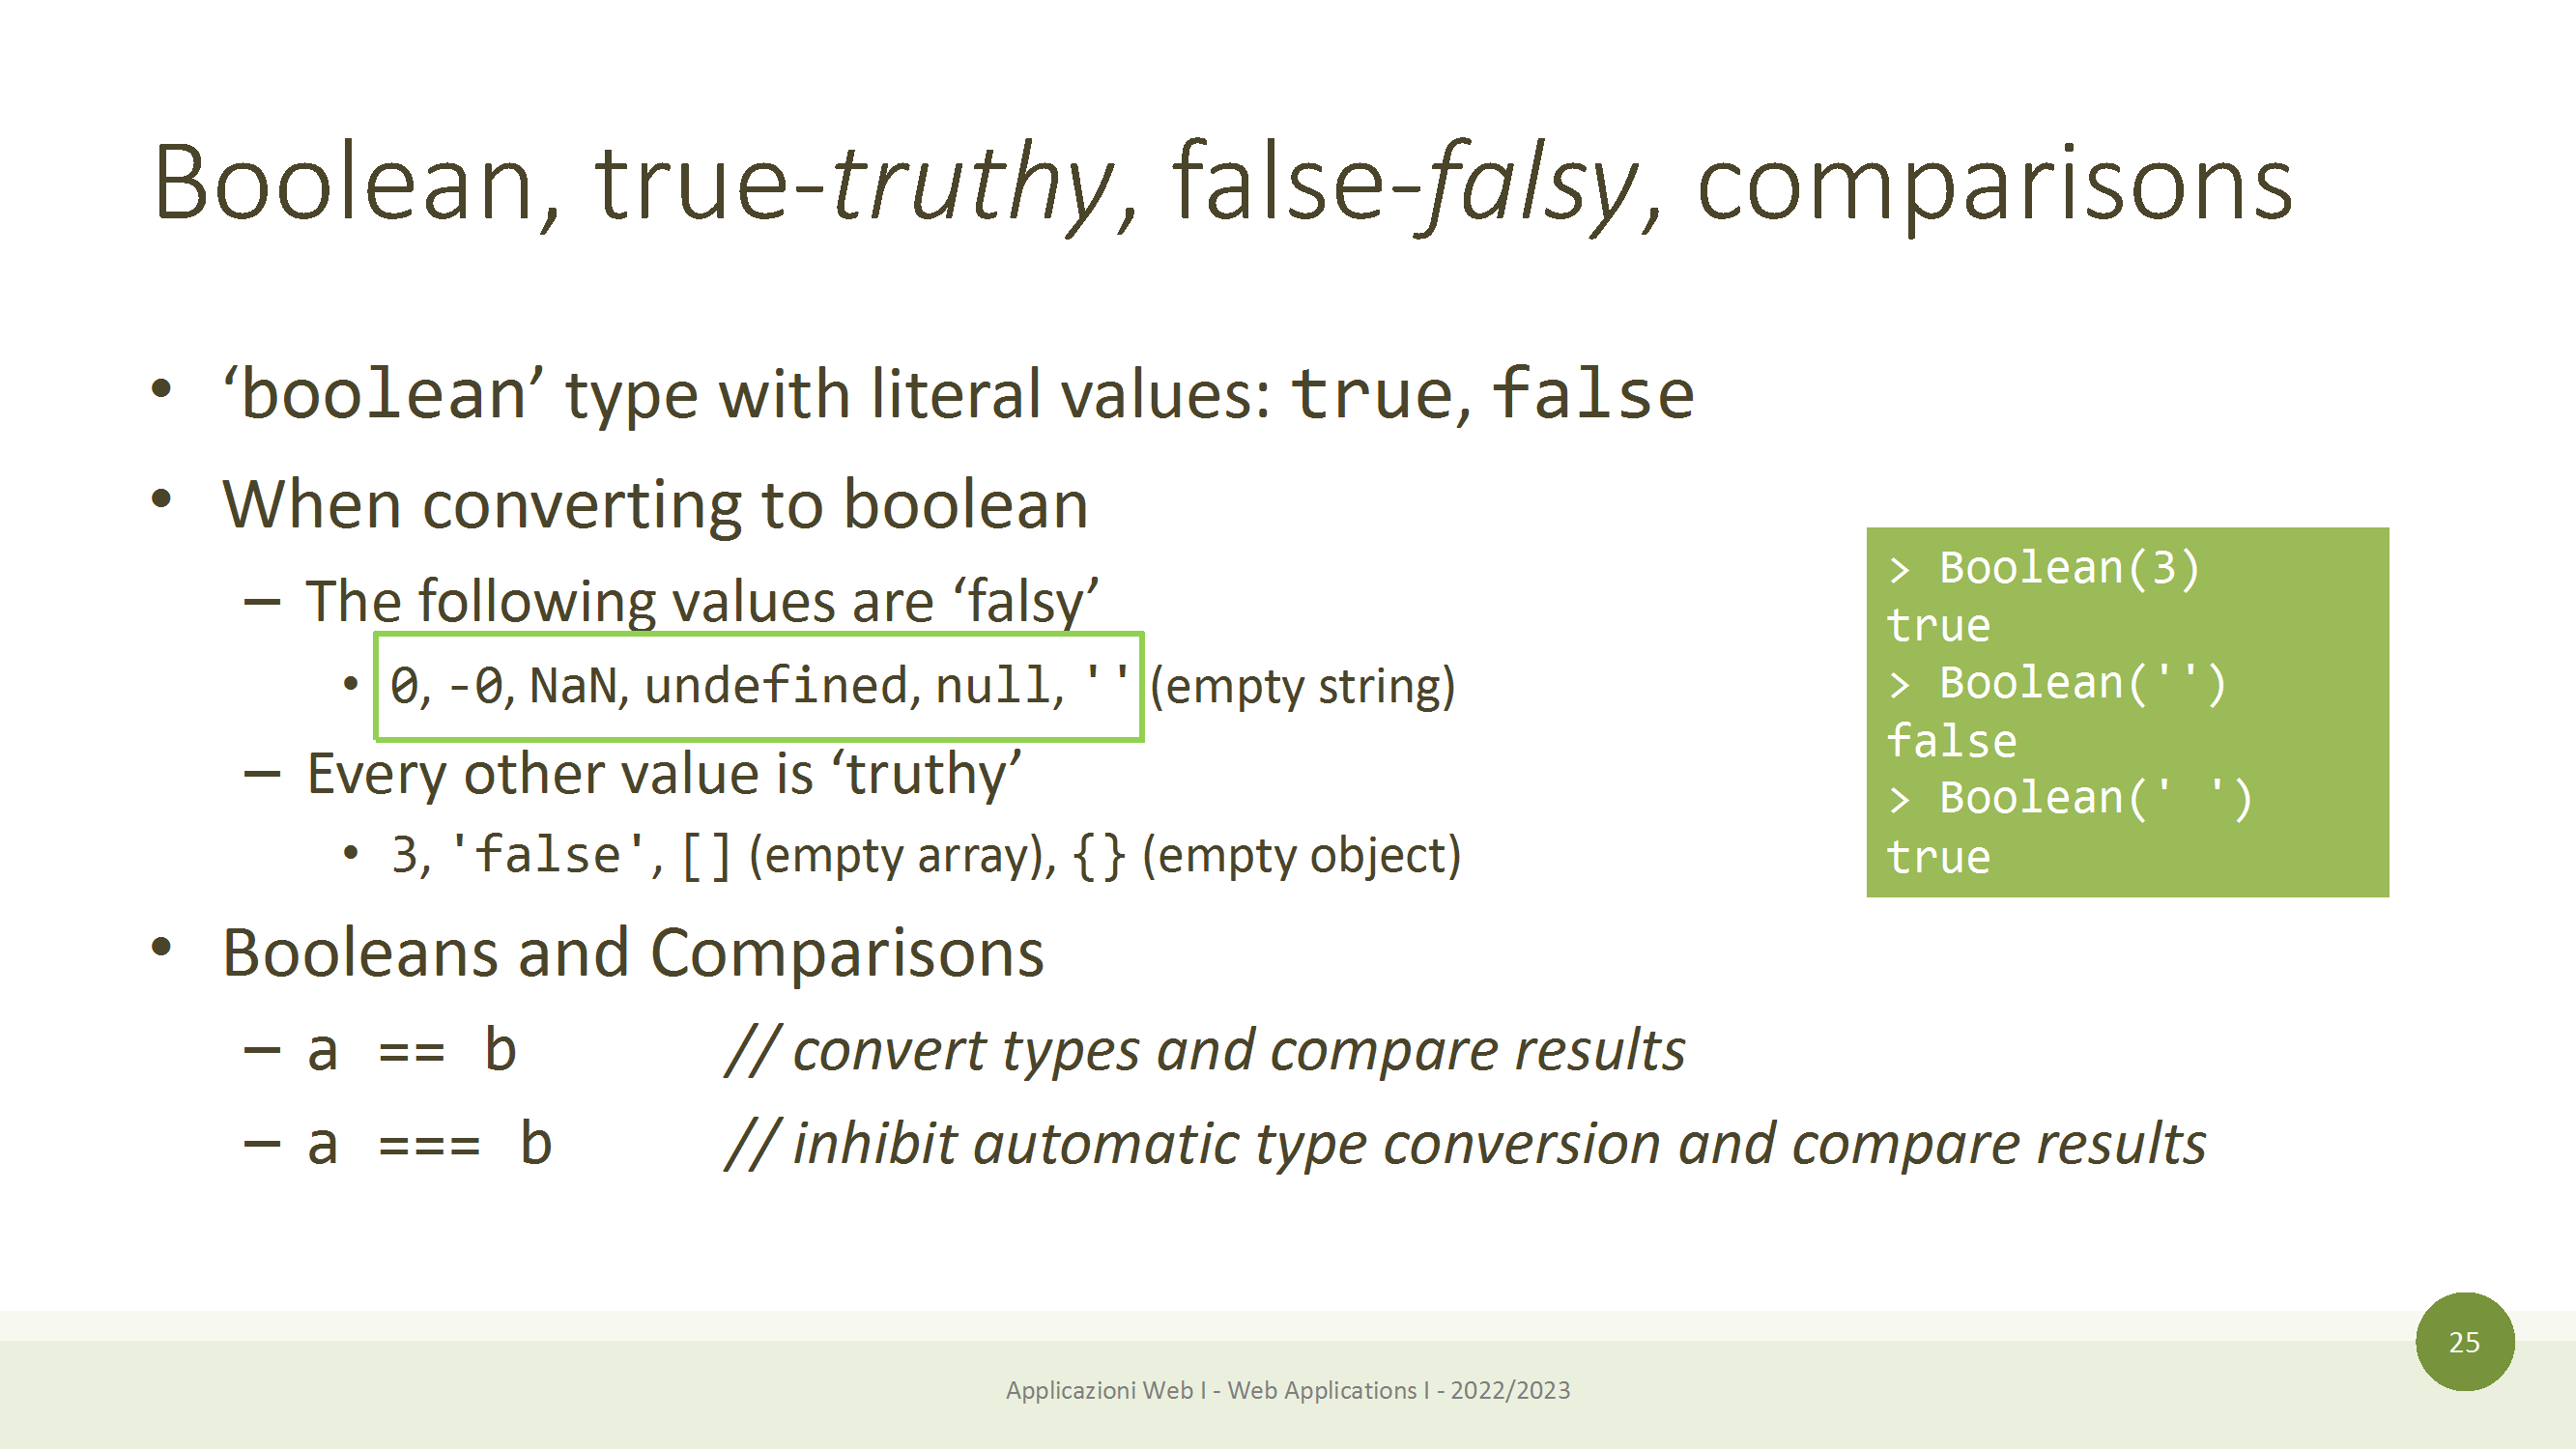 Boolean, true-truthy, false-falsy, comparisons
• ‘boolean’ type with literal values: true, false
• When converting to boolean
– The following values are ‘falsy’
• 0, -0, NaN, undefined, null, '' (empty string)
– Every other value is ‘truthy’
• 3, 'false', [] (empty array), {} (empty object)
• Booleans and Comparisons
– a == b // convert types and compare results
– a === b // inhibit automatic type conversion and compare results
> Boolean(3)
true
> Boolean('')
false
> Boolean(' ')
true
25
Applicazioni Web I - Web Applications I - 2022/2023